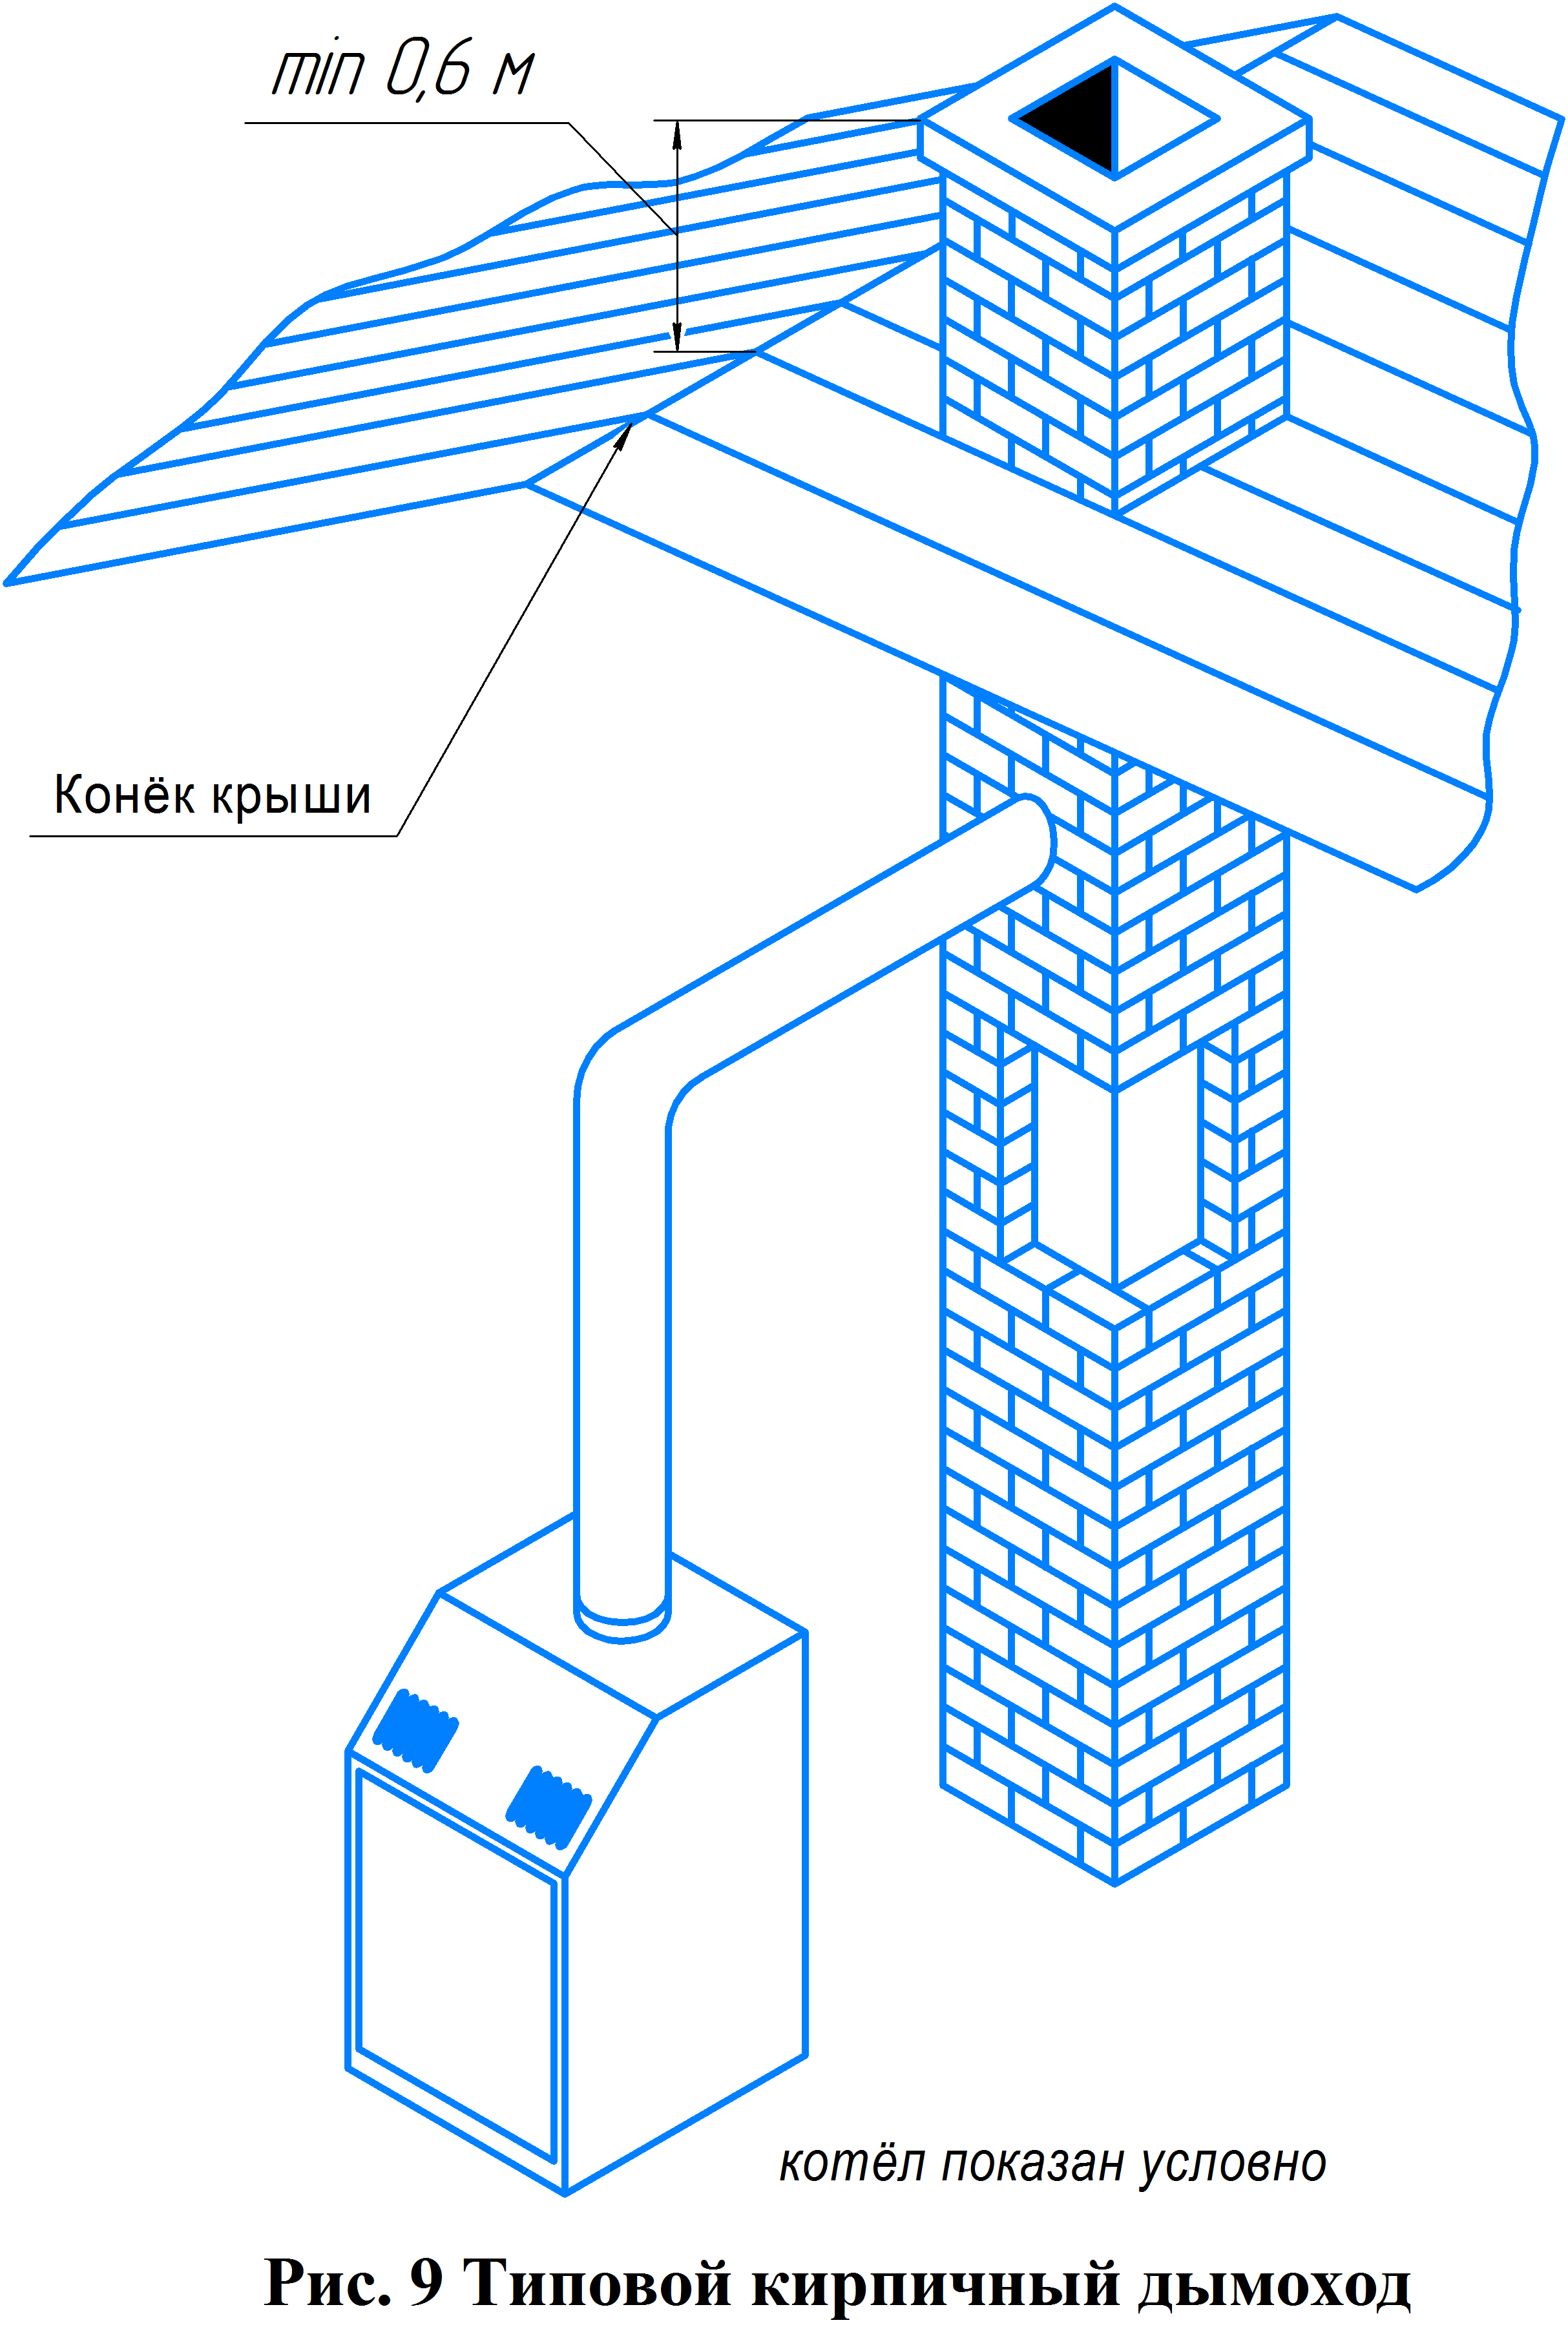 min 0,6 м
Конёк крыши
котёл показан условно
Рис. 9 Типовой кирпичный дымоход